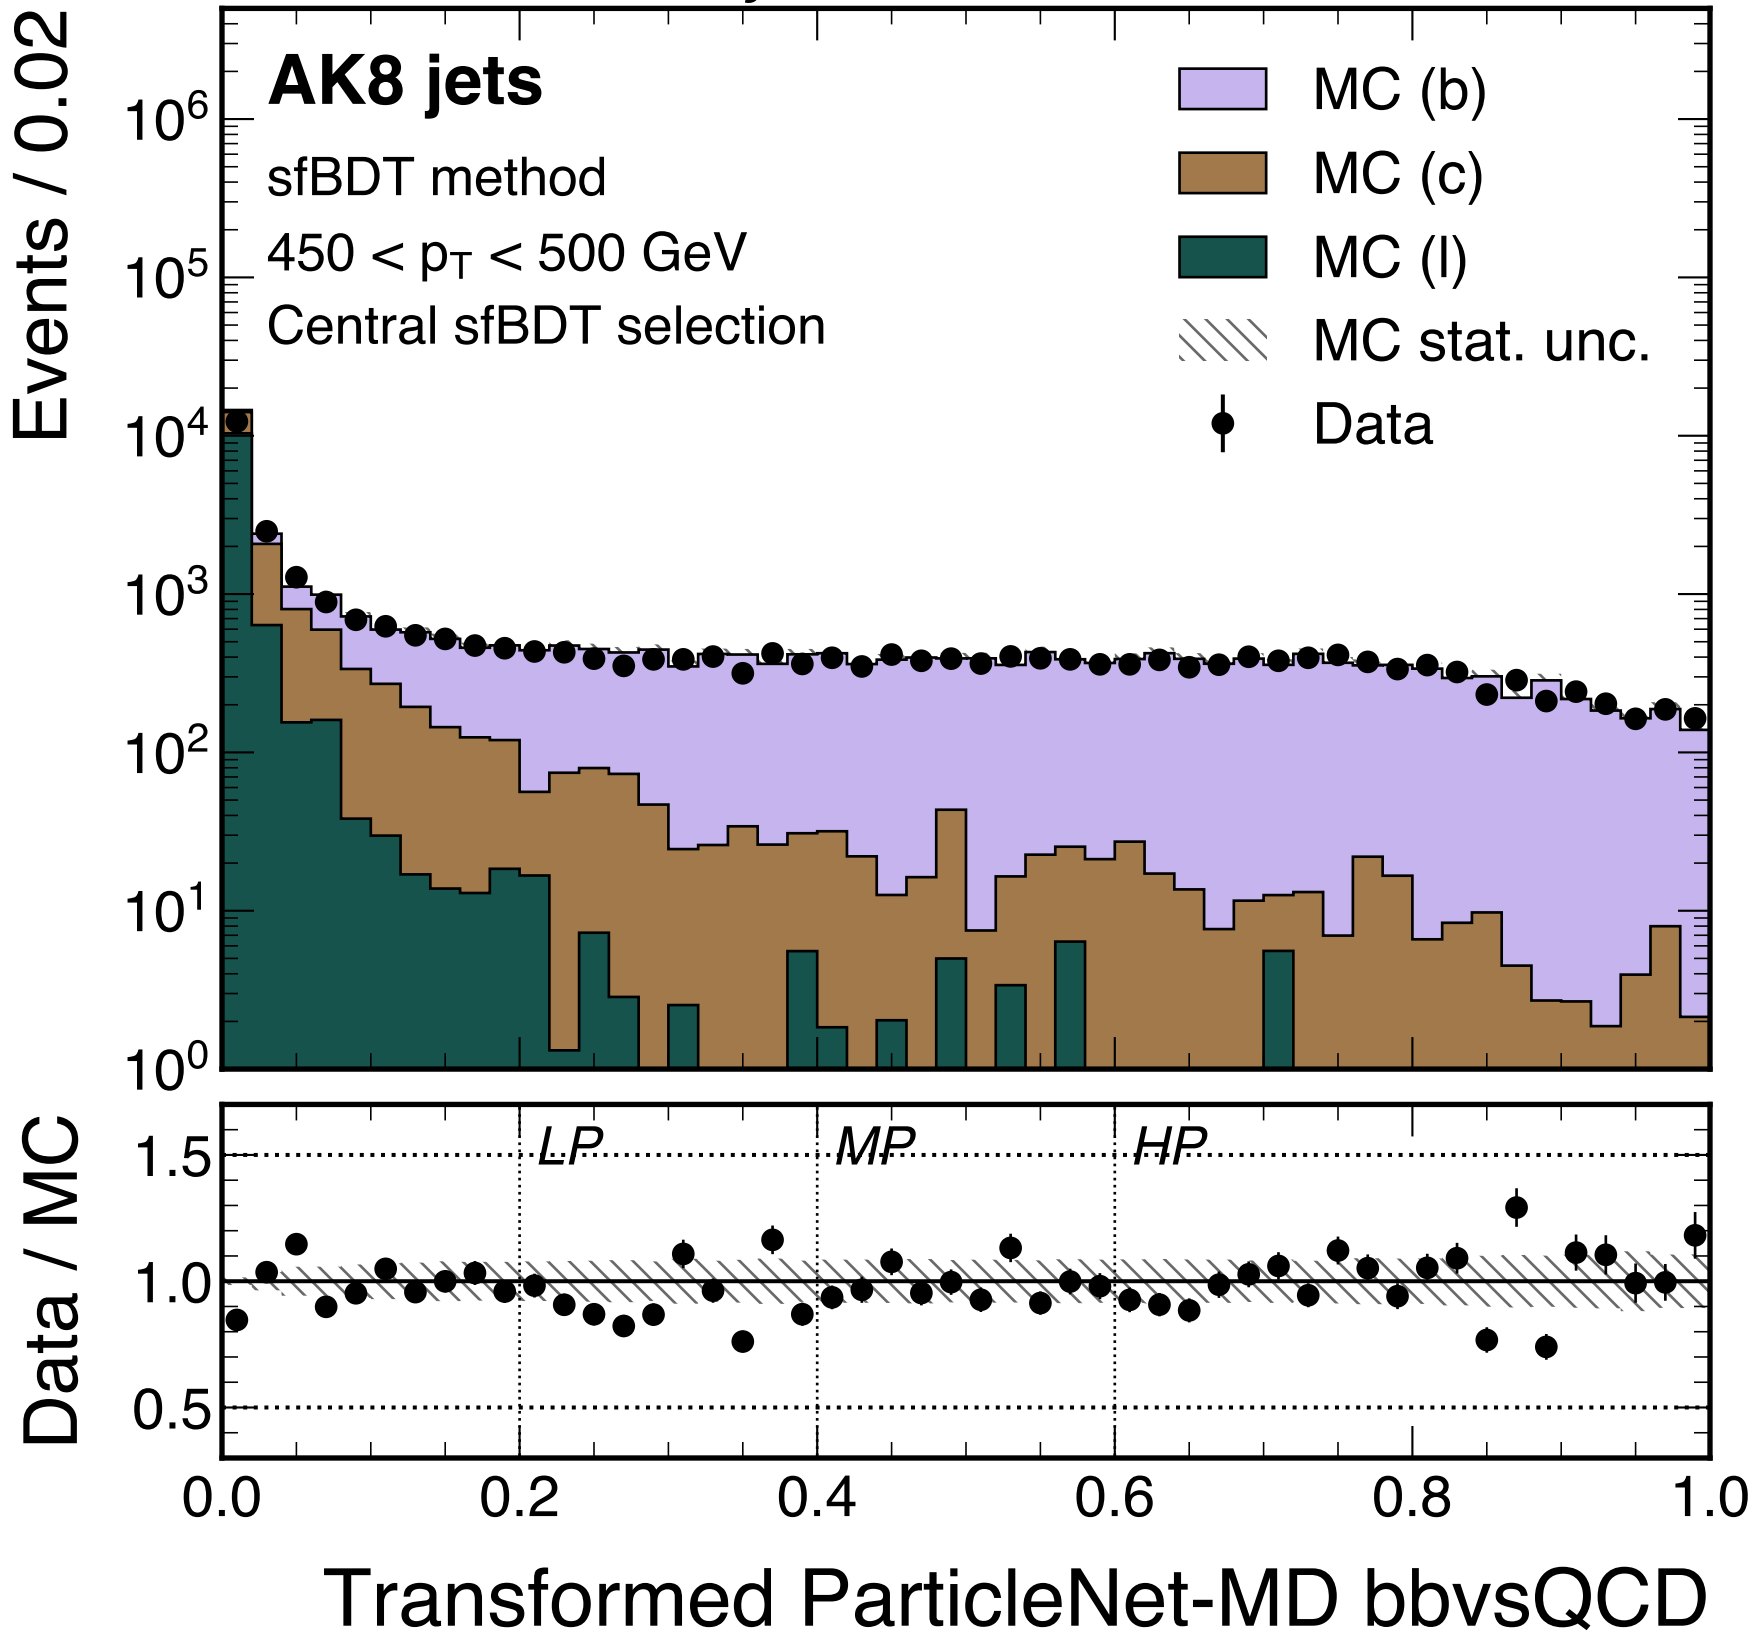 Events / 0.02
AK8 jets
sfBDT method
450 < p_T < 500 GeV
Central sfBDT selection
MC (b)
MC (c)
MC (l)
MC stat. unc.
Data
10^6
10^5
10^4
10^3
10^2
10^1
10^0
Data / MC
LP
MP
HP
1.5
1.0
0.5
0.0 0.2 0.4 0.6 0.8 1.0
Transformed ParticleNet-MD bbvsQCD